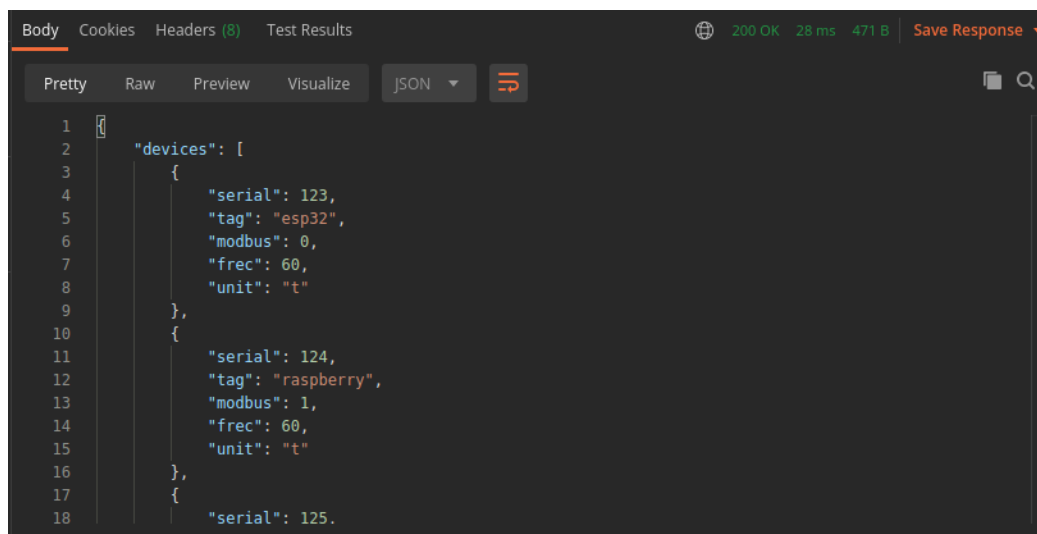 Body Cookies Headers (8) Test Results 200 OK 28 ms 471 B Save Response
Pretty Raw Preview Visualize JSON
1 {
2 "devices": [
3 {
4 "serial": 123,
5 "tag": "esp32",
6 "modbus": 0,
7 "frec": 60,
8 "unit": "t"
9 },
10 {
11 "serial": 124,
12 "tag": "raspberry",
13 "modbus": 1,
14 "frec": 60,
15 "unit": "t"
16 },
17 {
18 "serial": 125.